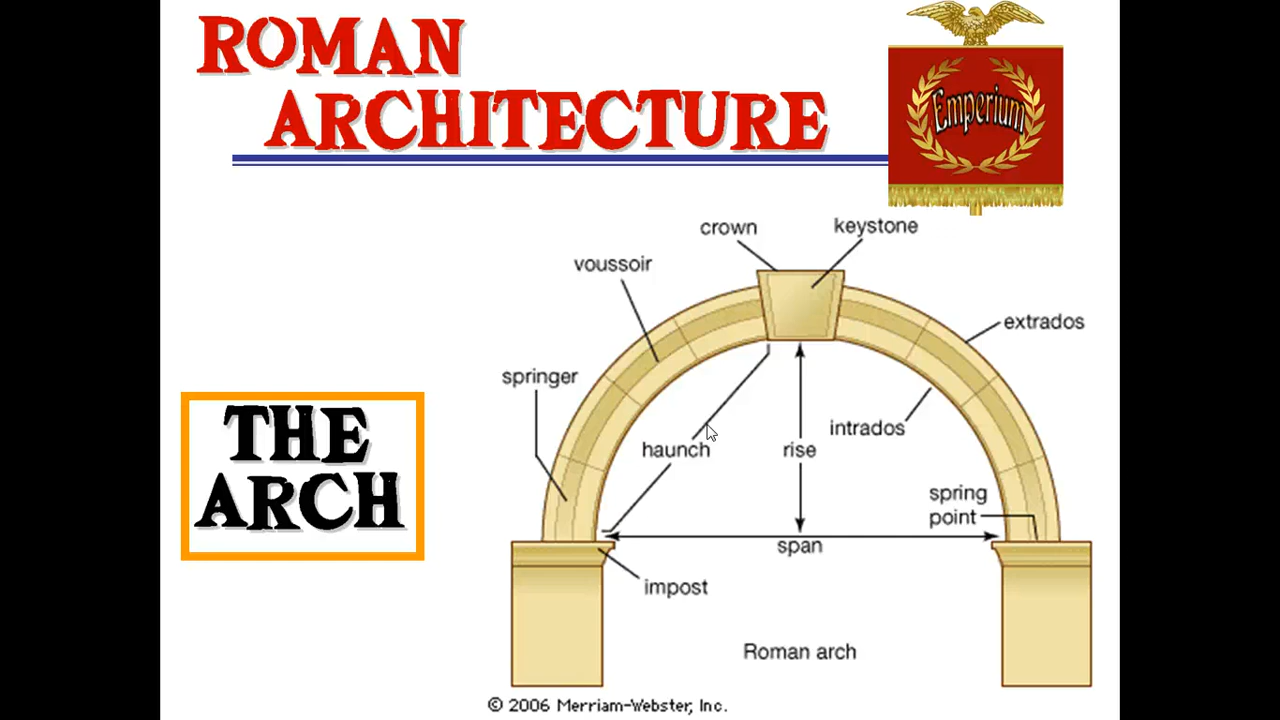 ROMAN
ARCHITECTURE
Emperium
crown
keystone
voussoir
extrados
springer
THE
ARCH
haunch
rise
intrados
spring
point
span
impost
Roman arch
© 2006 Merriam-Webster, Inc.